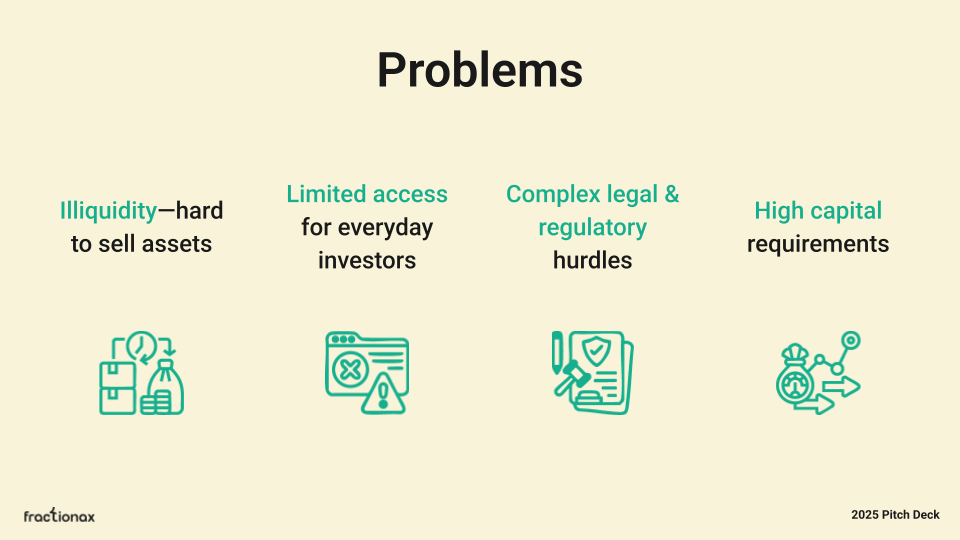 Problems
Illiquidity—hard
to sell assets
Limited access
for everyday
investors
Complex legal &
regulatory
hurdles
High capital
requirements
fractionax
2025 Pitch Deck